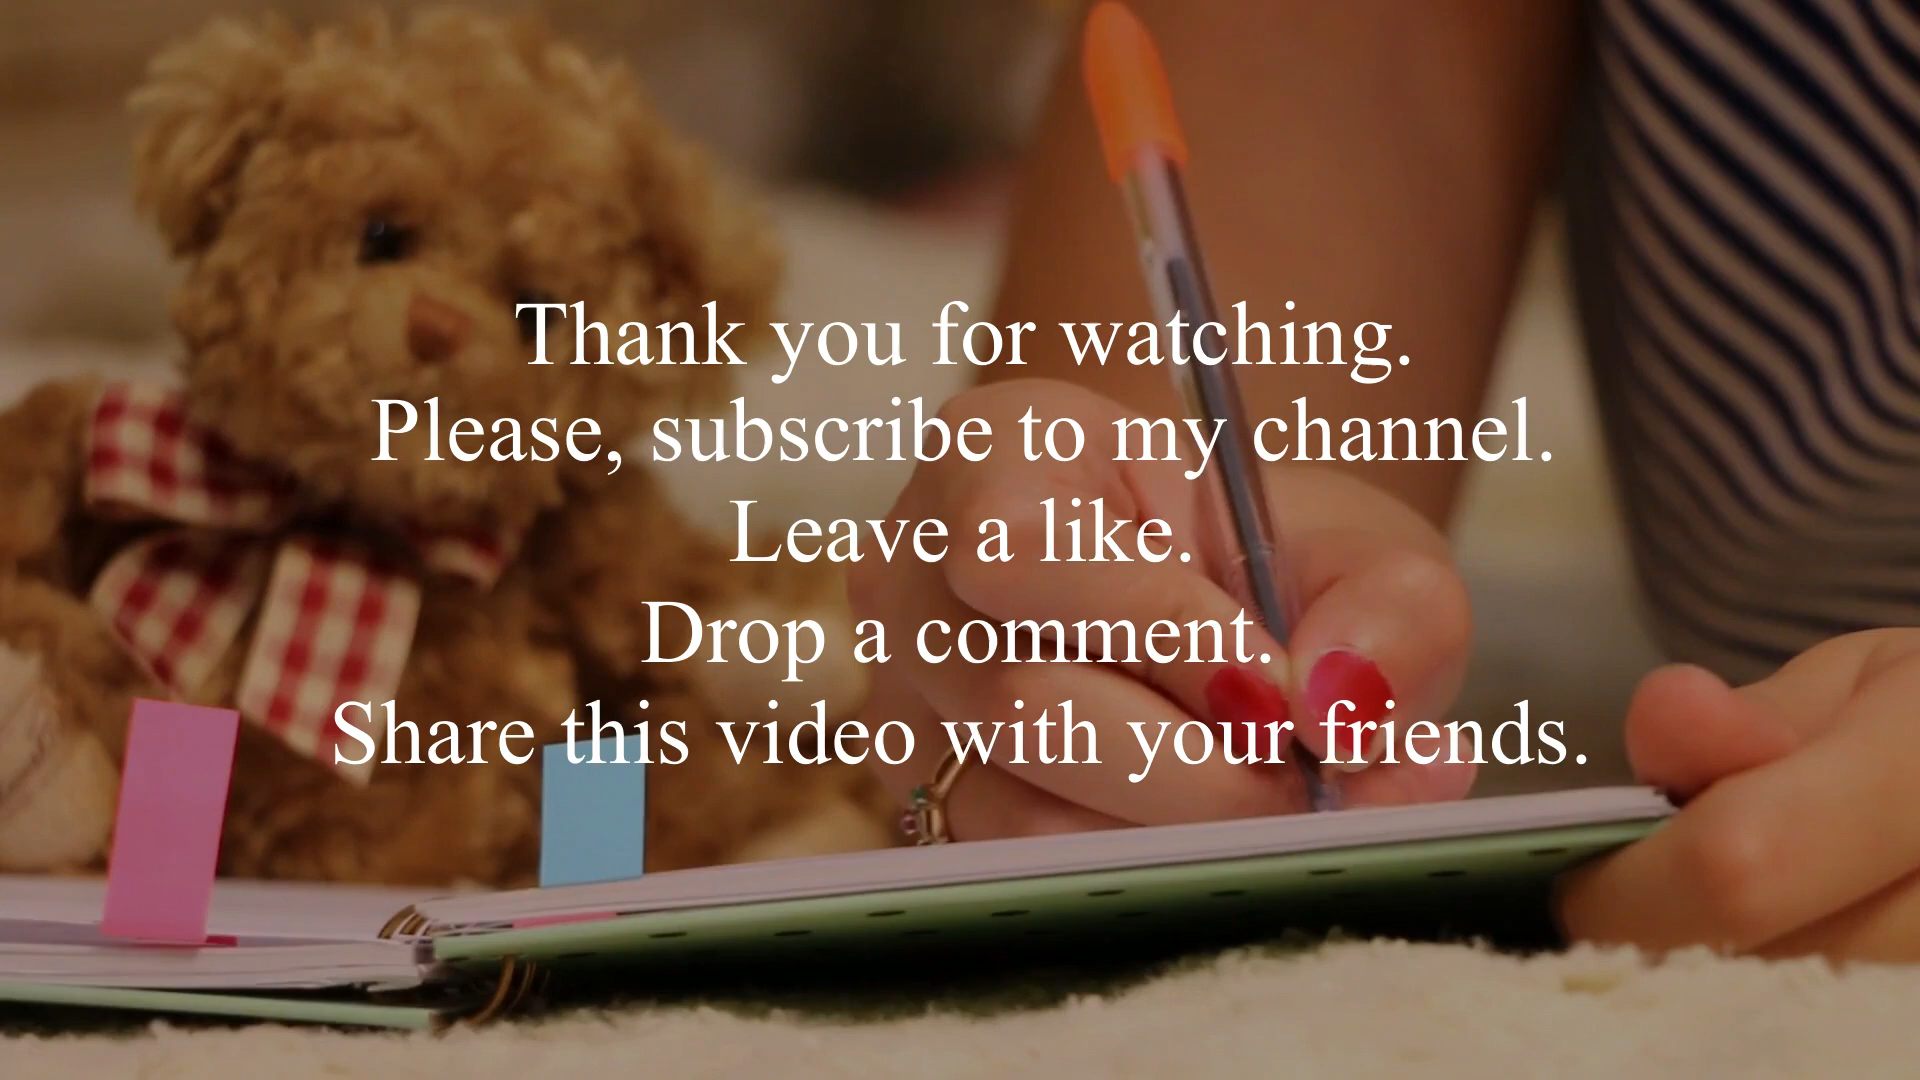 Thank you for watching.
Please, subscribe to my channel.
Leave a like.
Drop a comment.
Share this video with your friends.